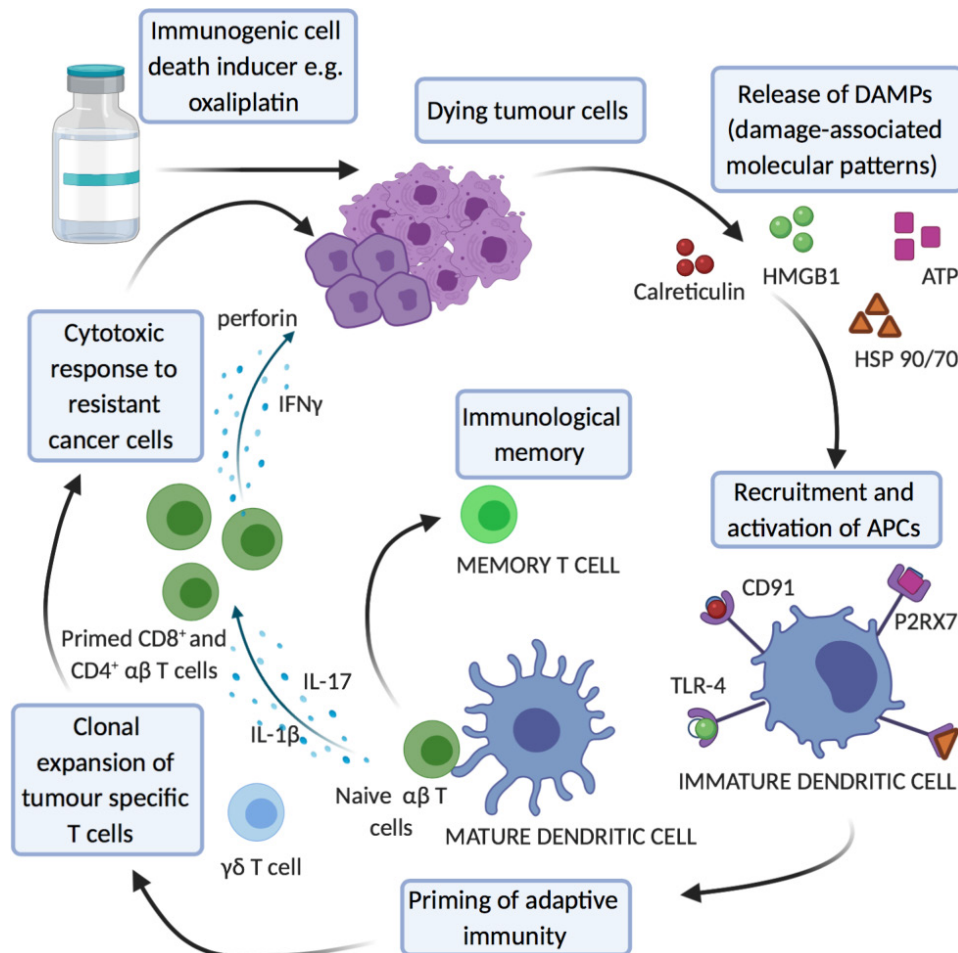 Immunogenic cell
death inducer e.g.
oxaliplatin
Dying tumour cells
Release of DAMPs
(damage-associated
molecular patterns)
Calreticulin
HMGB1
ATP
HSP 90/70
Cytotoxic
response to
resistant
cancer cells
perforin
IFNγ
Immunological
memory
MEMORY T CELL
Recruitment and
activation of APCs
CD91
P2RX7
TLR-4
IMMATURE DENDRITIC CELL
Primed CD8⁺ and
CD4⁺ αβ T cells
IL-17
IL-1β
Clonal
expansion of
tumour specific
T cells
γδ T cell
Naive αβ T
cells
MATURE DENDRITIC CELL
Priming of adaptive
immunity